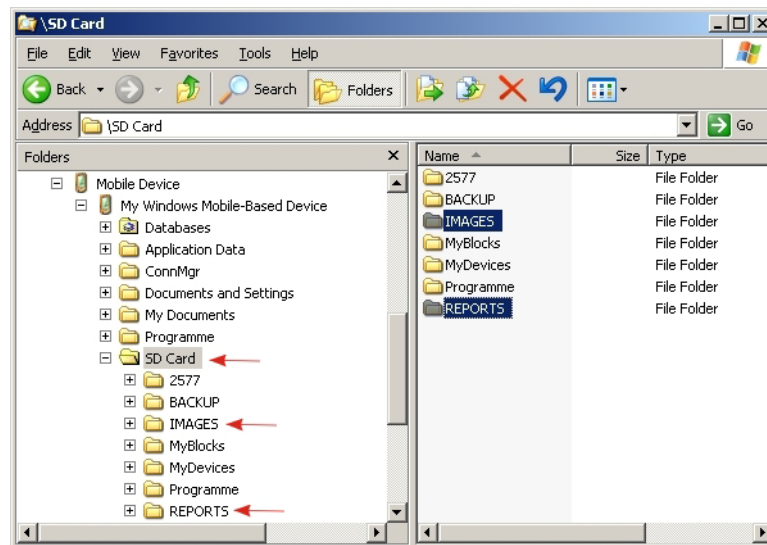 \SD Card
File Edit View Favorites Tools Help
Back Search Folders
Address \SD Card Go
Folders
Mobile Device
My Windows Mobile-Based Device
Databases
Application Data
ConnMgr
Documents and Settings
My Documents
Programme
SD Card
2577
BACKUP
IMAGES
MyBlocks
MyDevices
Programme
REPORTS
Name Size Type
2577 File Folder
BACKUP File Folder
IMAGES File Folder
MyBlocks File Folder
MyDevices File Folder
Programme File Folder
REPORTS File Folder